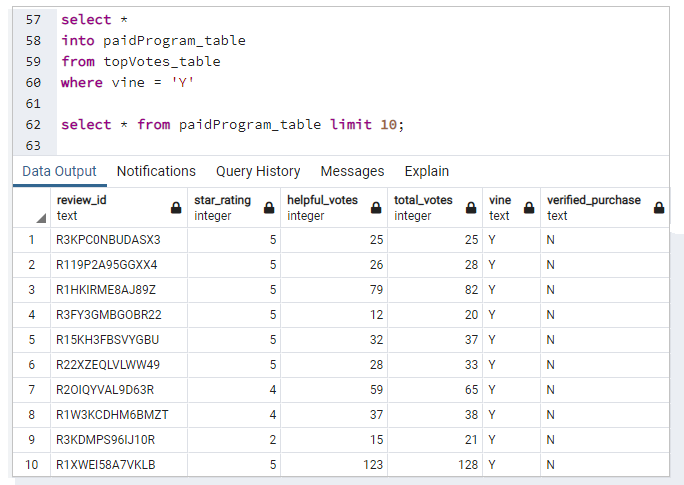 57 select *
58 into paidProgram_table
59 from topVotes_table
60 where vine = 'Y'
61
62 select * from paidProgram_table limit 10;
63
Data Output Notifications Query History Messages Explain
review_id star_rating helpful_votes total_votes vine verified_purchase
text integer integer integer text text
1 R3KPC0NBUDASX3 5 25 25 Y N
2 R119P2A95GGXX4 5 26 28 Y N
3 R1HKIRME8AJ89Z 5 79 82 Y N
4 R3FY3GMBGOBR22 5 12 20 Y N
5 R15KH3FBSVYGBU 5 32 37 Y N
6 R22XZEQLVLWW49 5 28 33 Y N
7 R2OIQYVAL9D63R 4 59 65 Y N
8 R1W3KCDHM6BMZT 4 37 38 Y N
9 R3KDMPS96IJ10R 2 15 21 Y N
10 R1XWEI58A7VKLB 5 123 128 Y N